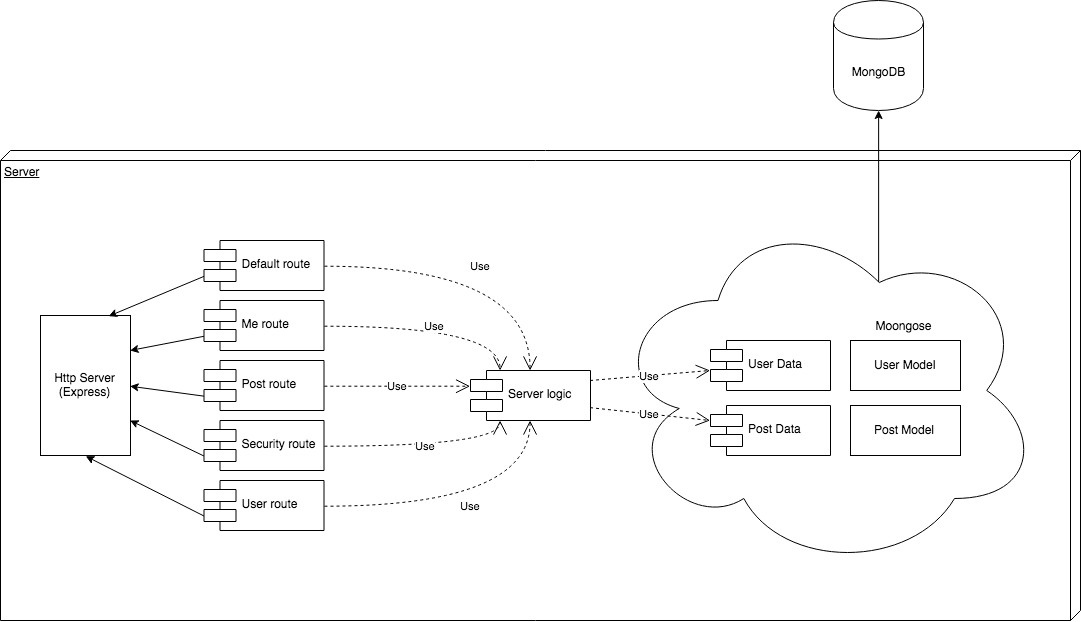 MongoDB
Server
Default route
Use
Me route
Use
Moongose
Http Server
(Express)
Post route
Use
Server logic
Use
User Data
User Model
Use
Post Data
Post Model
Security route
Use
User route
Use